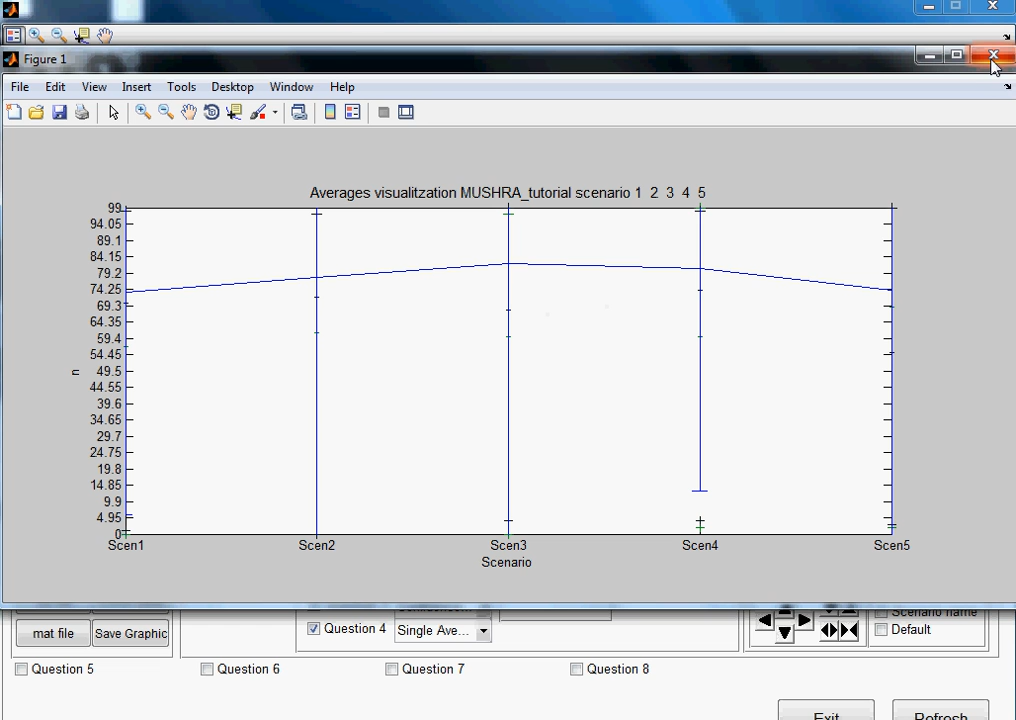 Figure 1
File Edit View Insert Tools Desktop Window Help
Averages visualitzation MUSHRA_tutorial scenario 1 2 3 4 5
99
94.05
89.1
84.15
79.2
74.25
69.3
64.35
59.4
54.45
49.5
44.55
39.6
34.65
29.7
24.75
19.8
14.85
9.9
4.95
0
n
Scen1 Scen2 Scen3 Scen4 Scen5
Scenario
Scenario name
mat file Save Graphic Question 4 Single Ave... Default
Question 5 Question 6 Question 7 Question 8
Exit Refresh